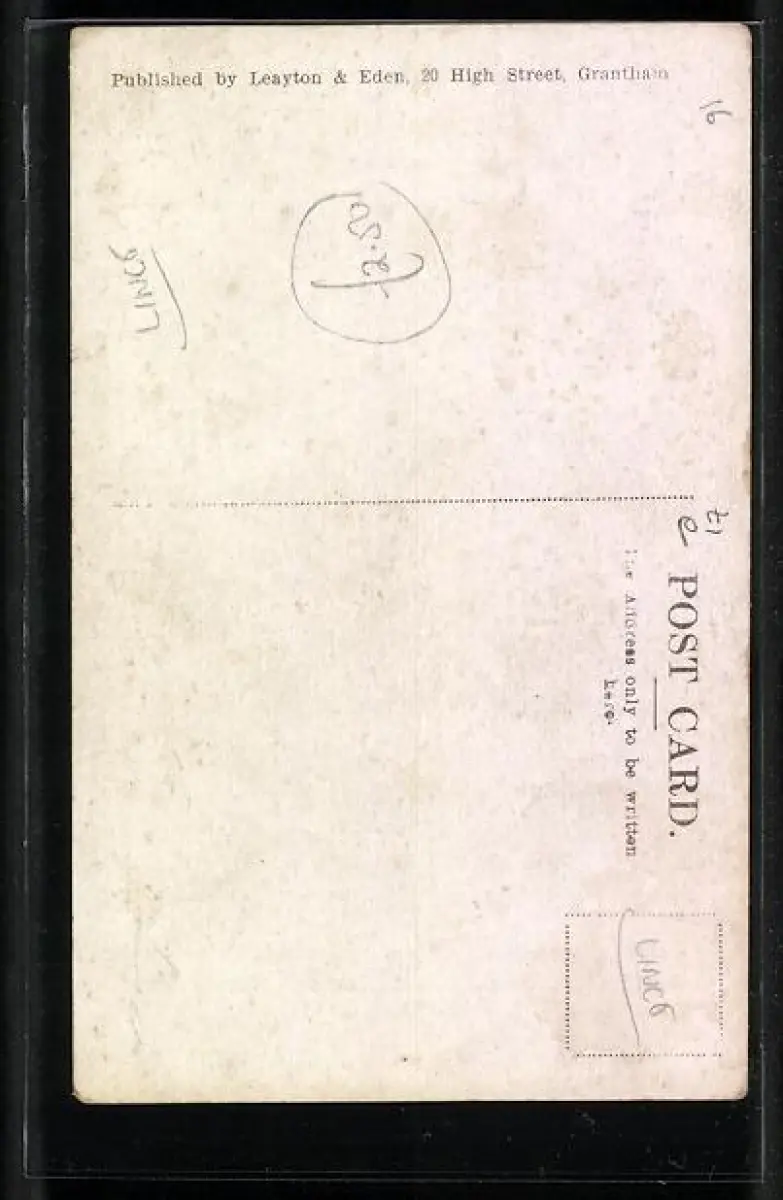 Published by Leayton & Eden, 20 High Street, Grantham
16
2.50
LINCS
e
POST CARD.
The Address only to be written
here
LINCS